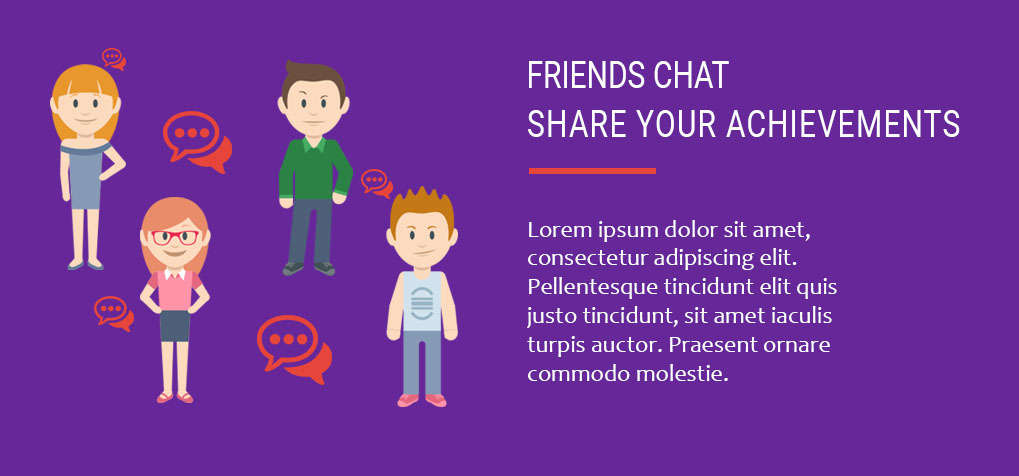 FRIENDS CHAT
SHARE YOUR ACHIEVEMENTS
Lorem ipsum dolor sit amet,
consectetur adipiscing elit.
Pellentesque tincidunt elit quis
justo tincidunt, sit amet iaculis
turpis auctor. Praesent ornare
commodo molestie.